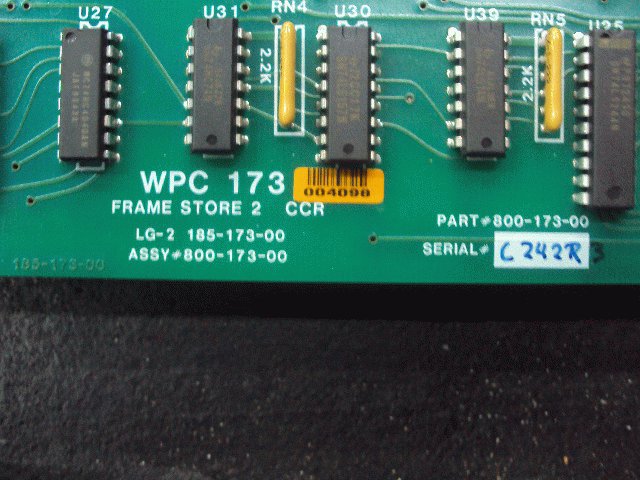 U27
U31
RN4
U30
U39
RN5
U25
2.2K
2.2K
WPC 173
004098
FRAME STORE 2 CCR
LG-2 185-173-00
ASSY#800-173-00
PART#800-173-00
SERIAL# C242R3
185-173-00